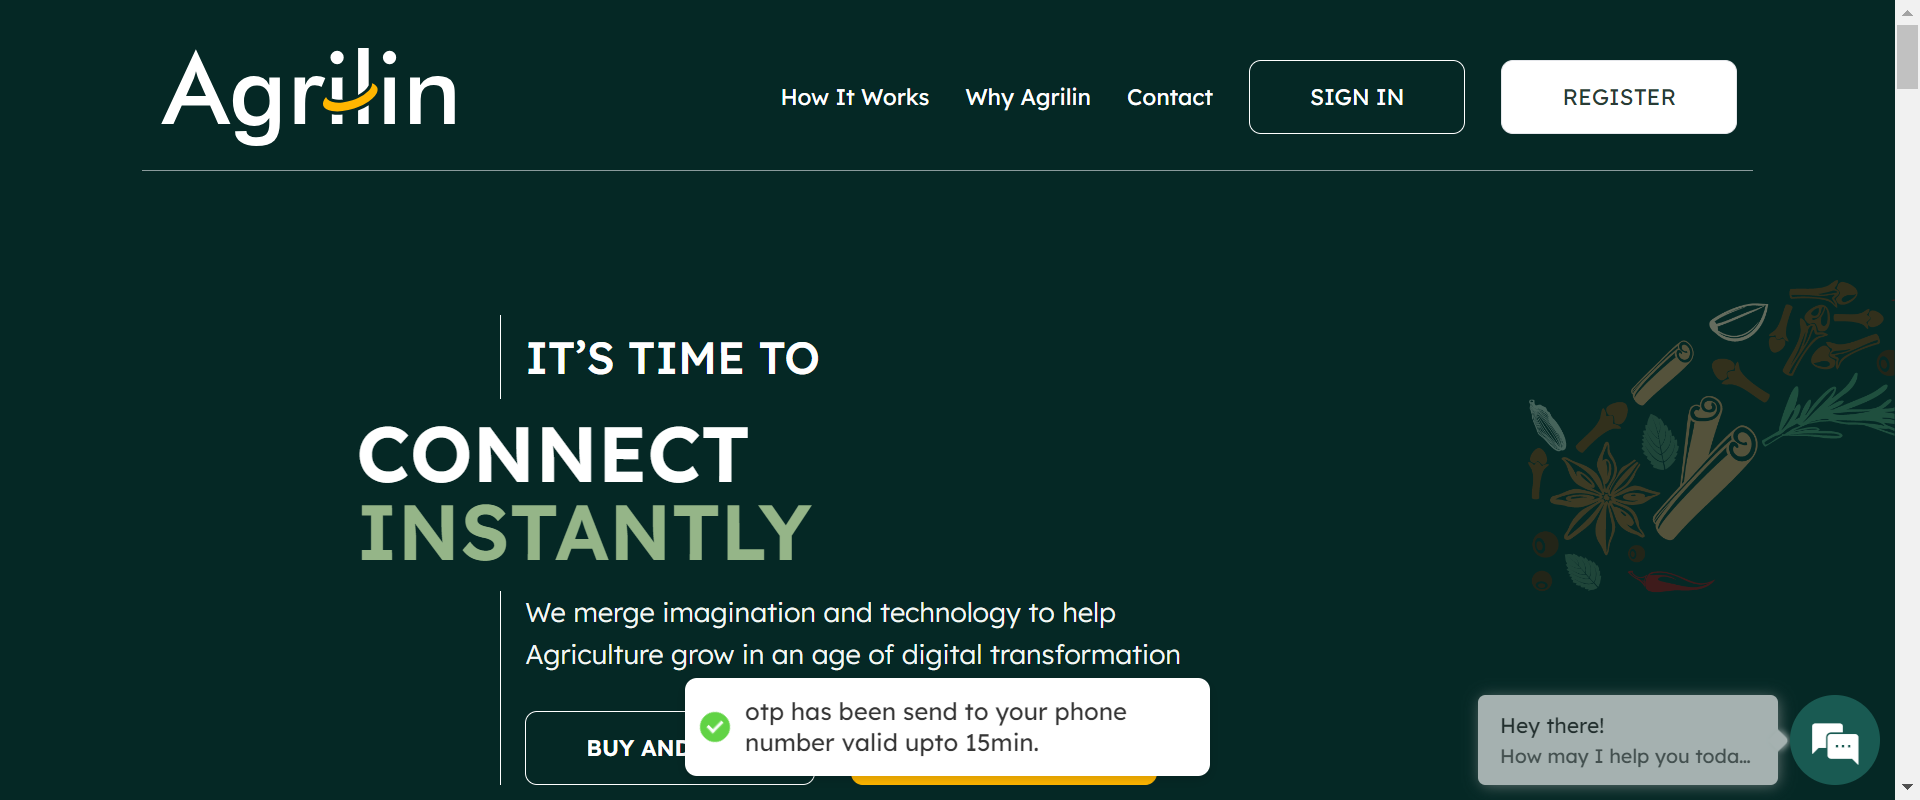 Agrilin
How It Works Why Agrilin Contact SIGN IN REGISTER
IT’S TIME TO
CONNECT
INSTANTLY
We merge imagination and technology to help
Agriculture grow in an age of digital transformation
BUY AND
otp has been send to your phone
number valid upto 15min.
Hey there!
How may I help you toda...